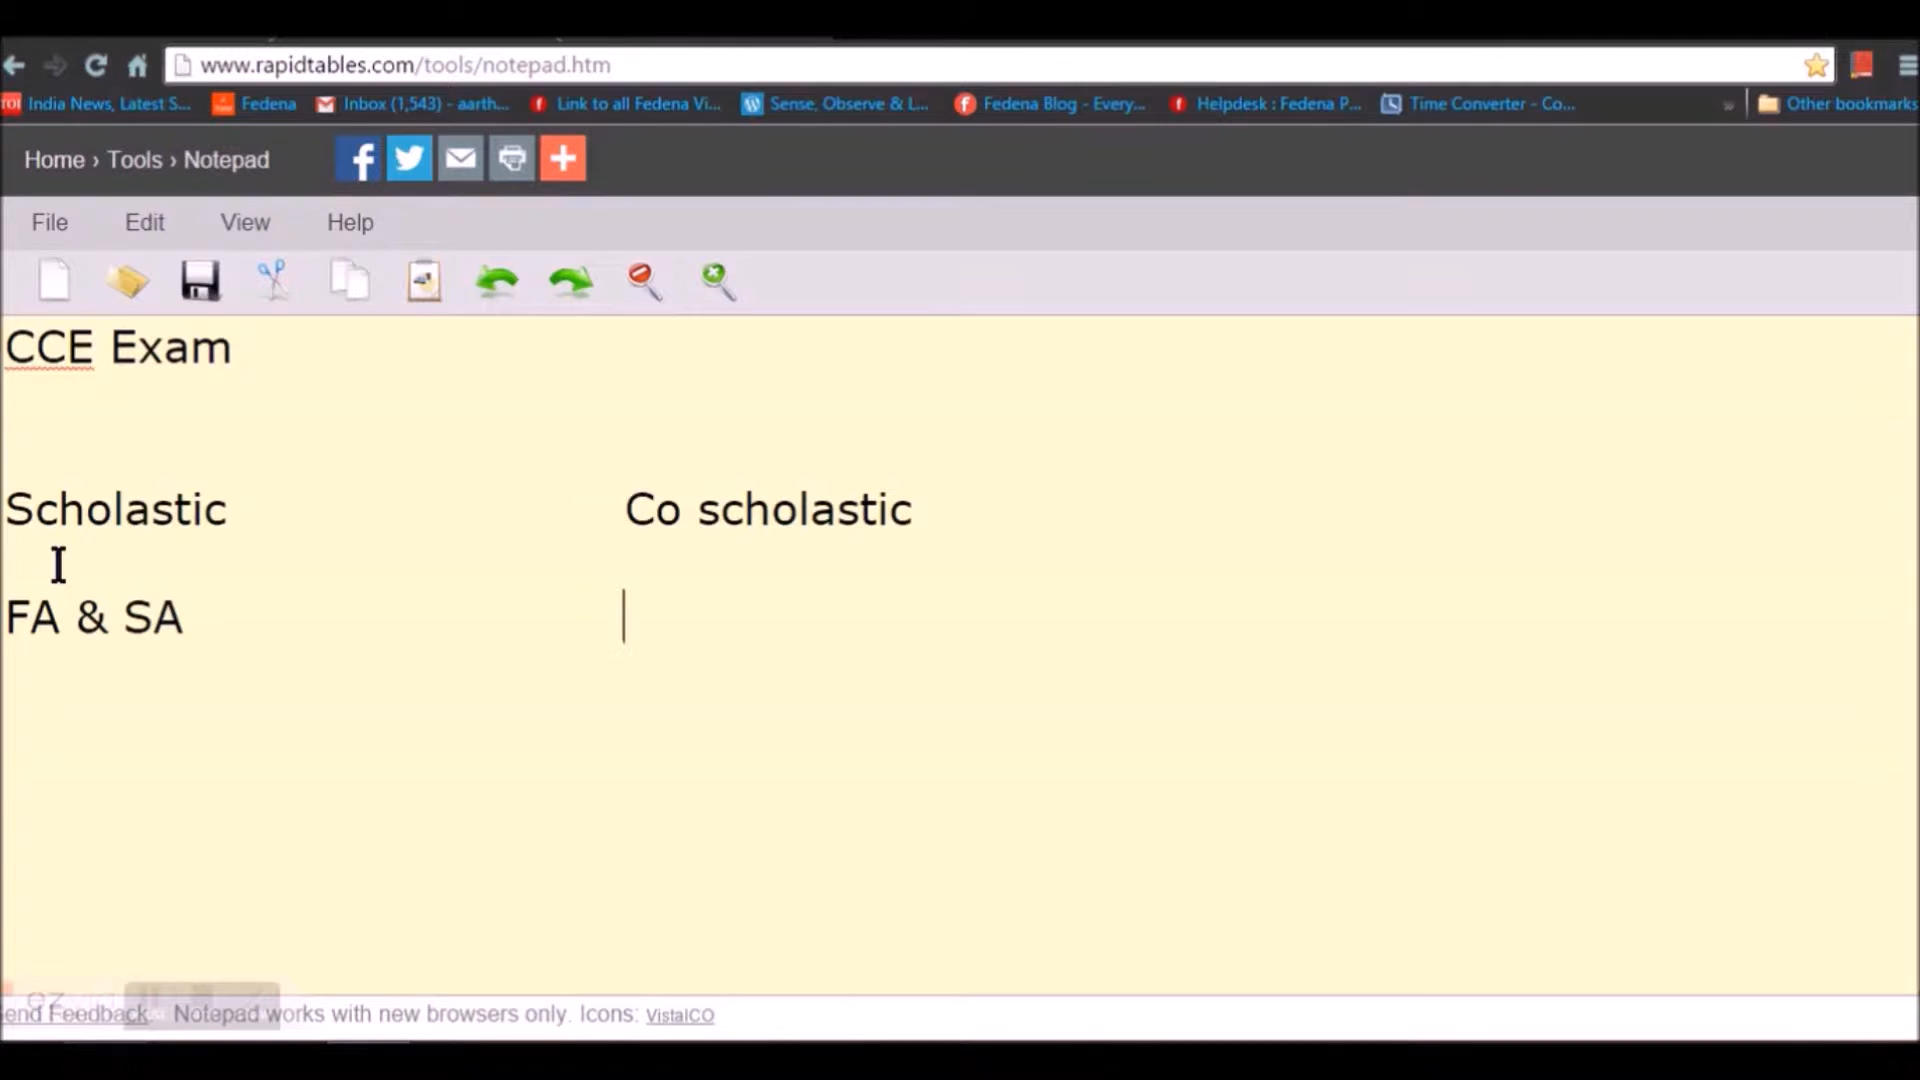 www.rapidtables.com/tools/notepad.htm
India News, Latest S... Fedena Inbox (1,543) - aarth... Link to all Fedena Vi... Sense, Observe & L... Fedena Blog - Every... Helpdesk : Fedena P... Time Converter - Co... » Other bookmarks
Home › Tools › Notepad
File Edit View Help
CCE Exam
Scholastic Co scholastic
FA & SA
end Feedback Notepad works with new browsers only. Icons: VistaICO